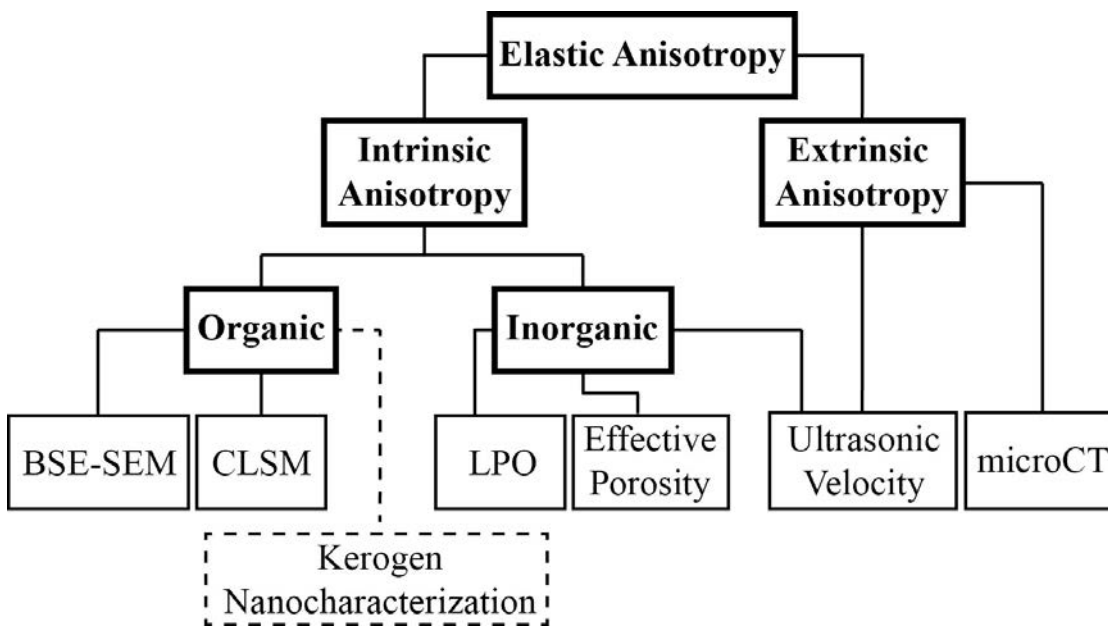 Elastic Anisotropy
Intrinsic
Anisotropy
Extrinsic
Anisotropy
Organic
Inorganic
BSE-SEM
CLSM
LPO
Effective
Porosity
Ultrasonic
Velocity
microCT
Kerogen
Nanocharacterization